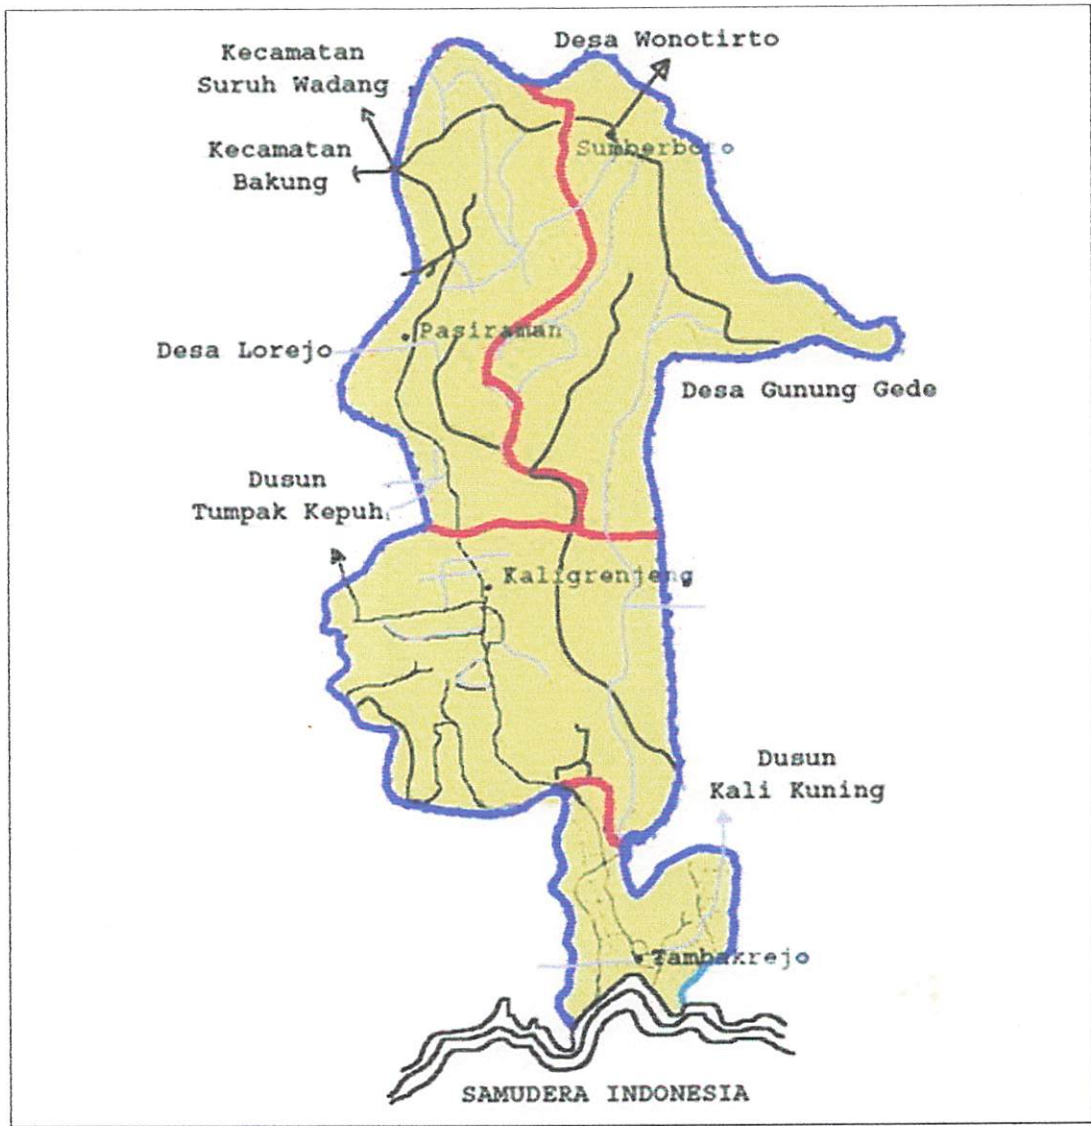 Kecamatan
Suruh Wadang
Desa Wonotirto
Kecamatan
Bakung
Sumberboro
Pasiraman
Desa Lorejo
Desa Gunung Gede
Dusun
Tumpak Kepuh
Kaligrenjeng
Dusun
Kali Kuning
Tambakrejo
SAMUDERA INDONESIA